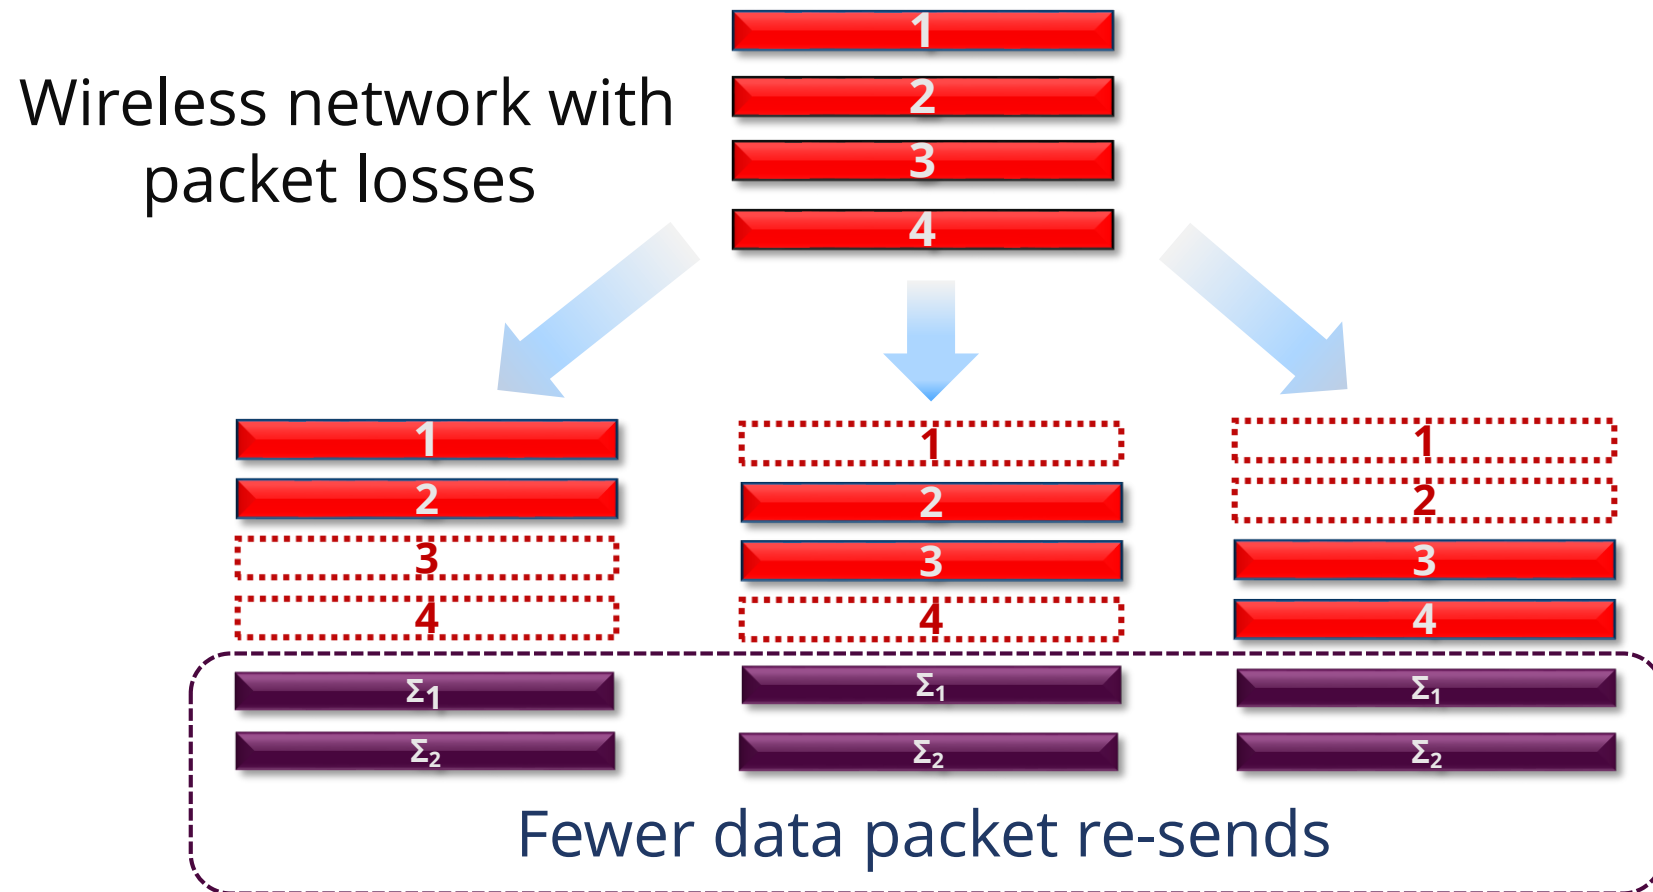 Wireless network with
packet losses
1
2
3
4
1
2
3
4
Σ1
Σ₂
1
2
3
4
Σ₁
Σ₂
1
2
3
4
Σ₁
Σ₂
Fewer data packet re-sends